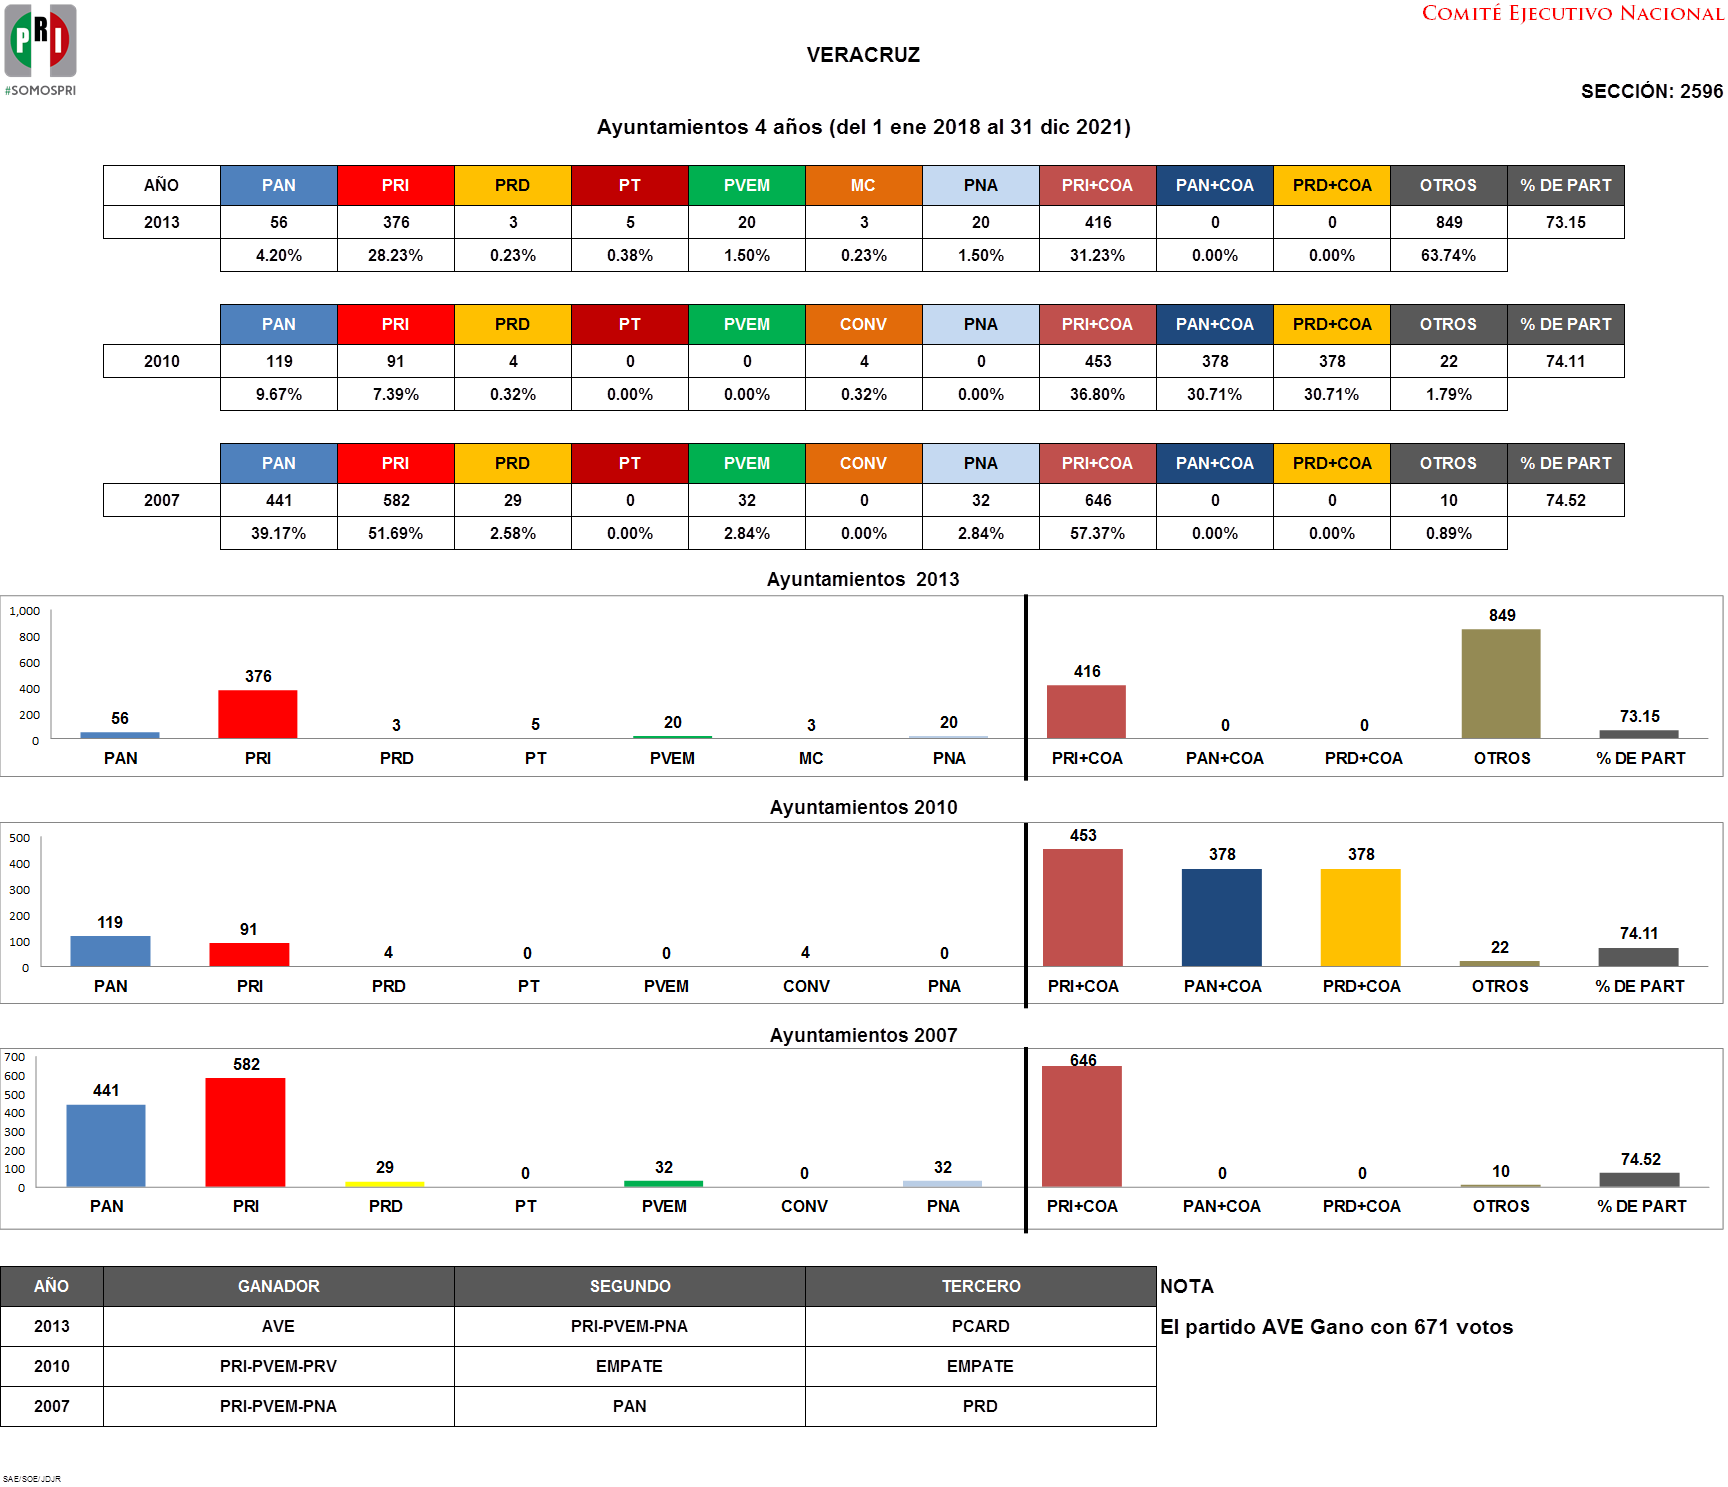 COMITÉ EJECUTIVO NACIONAL
PRI
#SOMOSPRI
VERACRUZ
SECCIÓN: 2596
Ayuntamientos 4 años (del 1 ene 2018 al 31 dic 2021)
AÑO PAN PRI PRD PT PVEM MC PNA PRI+COA PAN+COA PRD+COA OTROS % DE PART
2013 56 376 3 5 20 3 20 416 0 0 849 73.15
4.20% 28.23% 0.23% 0.38% 1.50% 0.23% 1.50% 31.23% 0.00% 0.00% 63.74%
PAN PRI PRD PT PVEM CONV PNA PRI+COA PAN+COA PRD+COA OTROS % DE PART
2010 119 91 4 0 0 4 0 453 378 378 22 74.11
9.67% 7.39% 0.32% 0.00% 0.00% 0.32% 0.00% 36.80% 30.71% 30.71% 1.79%
PAN PRI PRD PT PVEM CONV PNA PRI+COA PAN+COA PRD+COA OTROS % DE PART
2007 441 582 29 0 32 0 32 646 0 0 10 74.52
39.17% 51.69% 2.58% 0.00% 2.84% 0.00% 2.84% 57.37% 0.00% 0.00% 0.89%
Ayuntamientos 2013
1,000
800
600
400
200
0
56 376 3 5 20 3 20 416 0 0 849 73.15
PAN PRI PRD PT PVEM MC PNA PRI+COA PAN+COA PRD+COA OTROS % DE PART
Ayuntamientos 2010
500
400
300
200
100
0
119 91 4 0 0 4 0 453 378 378 22 74.11
PAN PRI PRD PT PVEM CONV PNA PRI+COA PAN+COA PRD+COA OTROS % DE PART
Ayuntamientos 2007
700
600
500
400
300
200
100
0
441 582 29 0 32 0 32 646 0 0 10 74.52
PAN PRI PRD PT PVEM CONV PNA PRI+COA PAN+COA PRD+COA OTROS % DE PART
AÑO GANADOR SEGUNDO TERCERO NOTA
2013 AVE PRI-PVEM-PNA PCARD El partido AVE Gano con 671 votos
2010 PRI-PVEM-PRV EMPATE EMPATE
2007 PRI-PVEM-PNA PAN PRD
SAE/SOE/JDJR